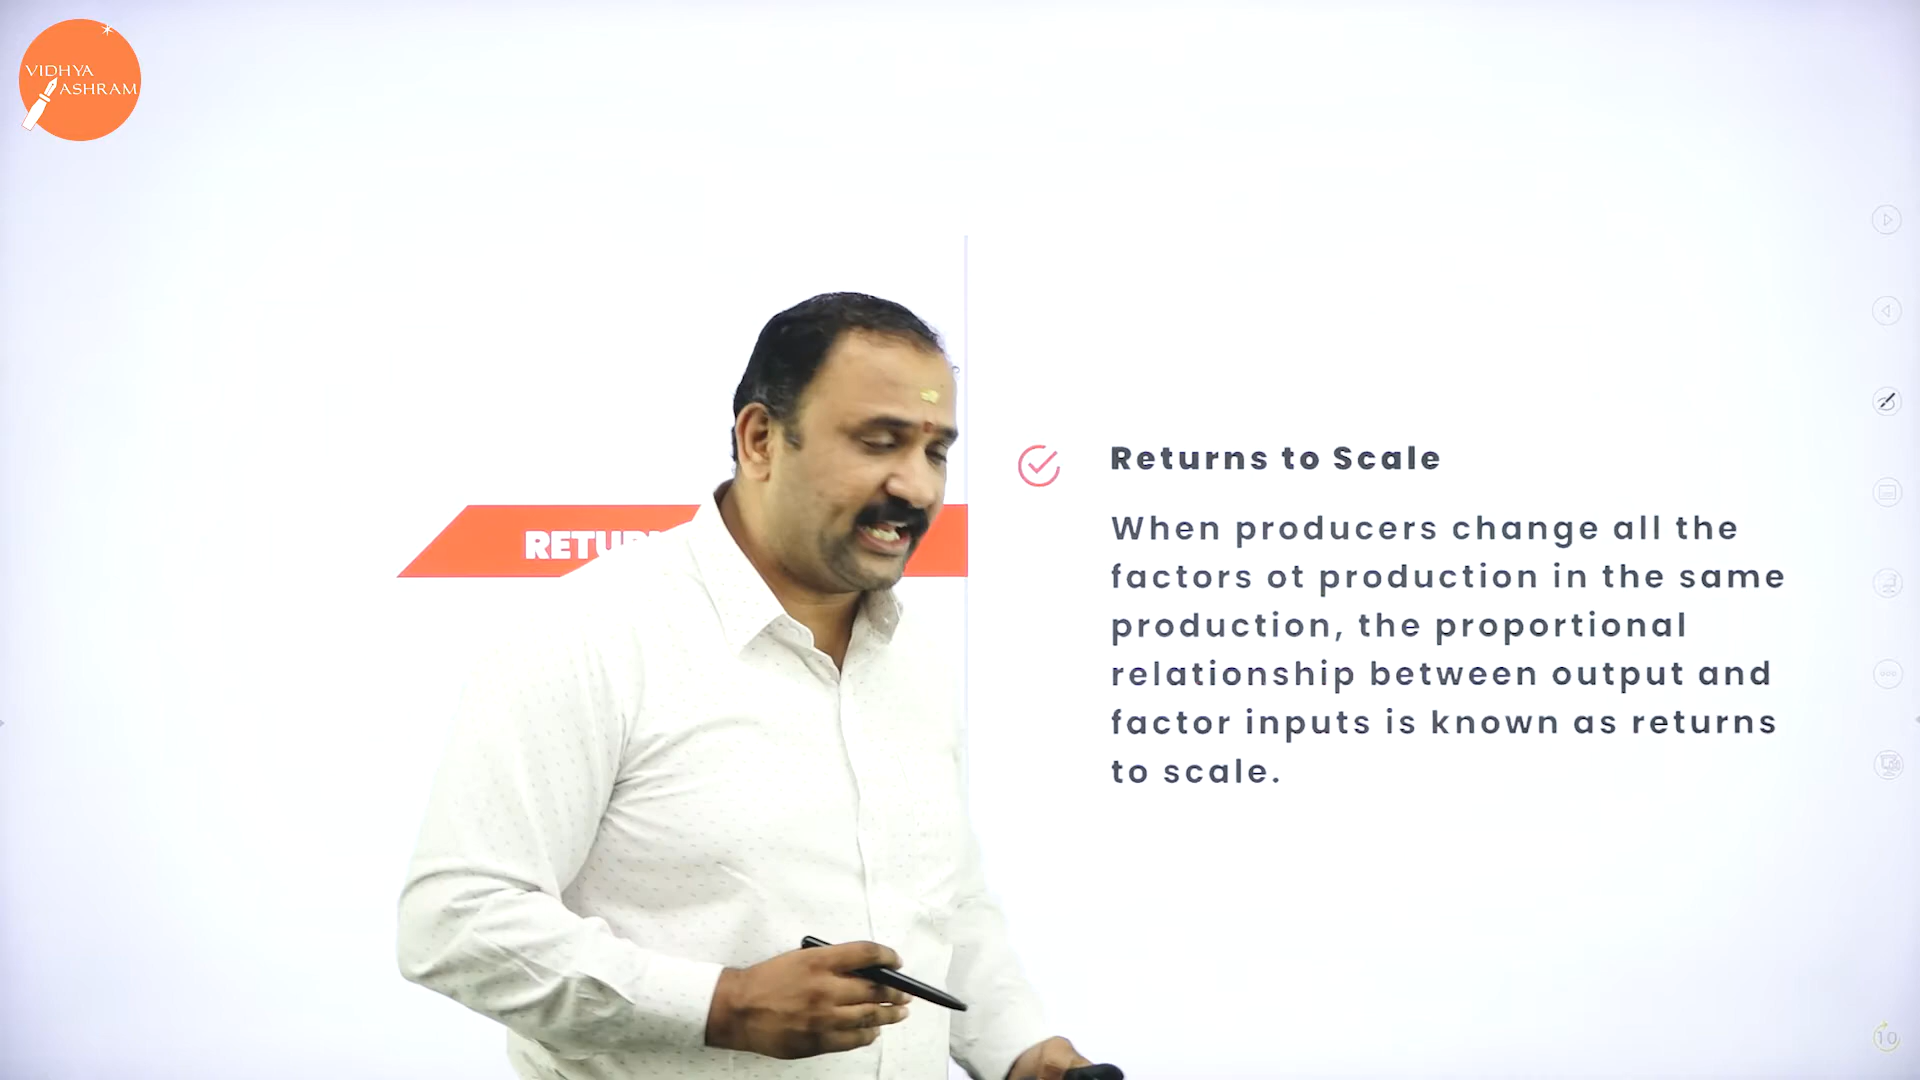 VIDHYA
ASHRAM
Returns to Scale
When producers change all the
factors ot production in the same
production, the proportional
relationship between output and
factor inputs is known as returns
to scale.
10